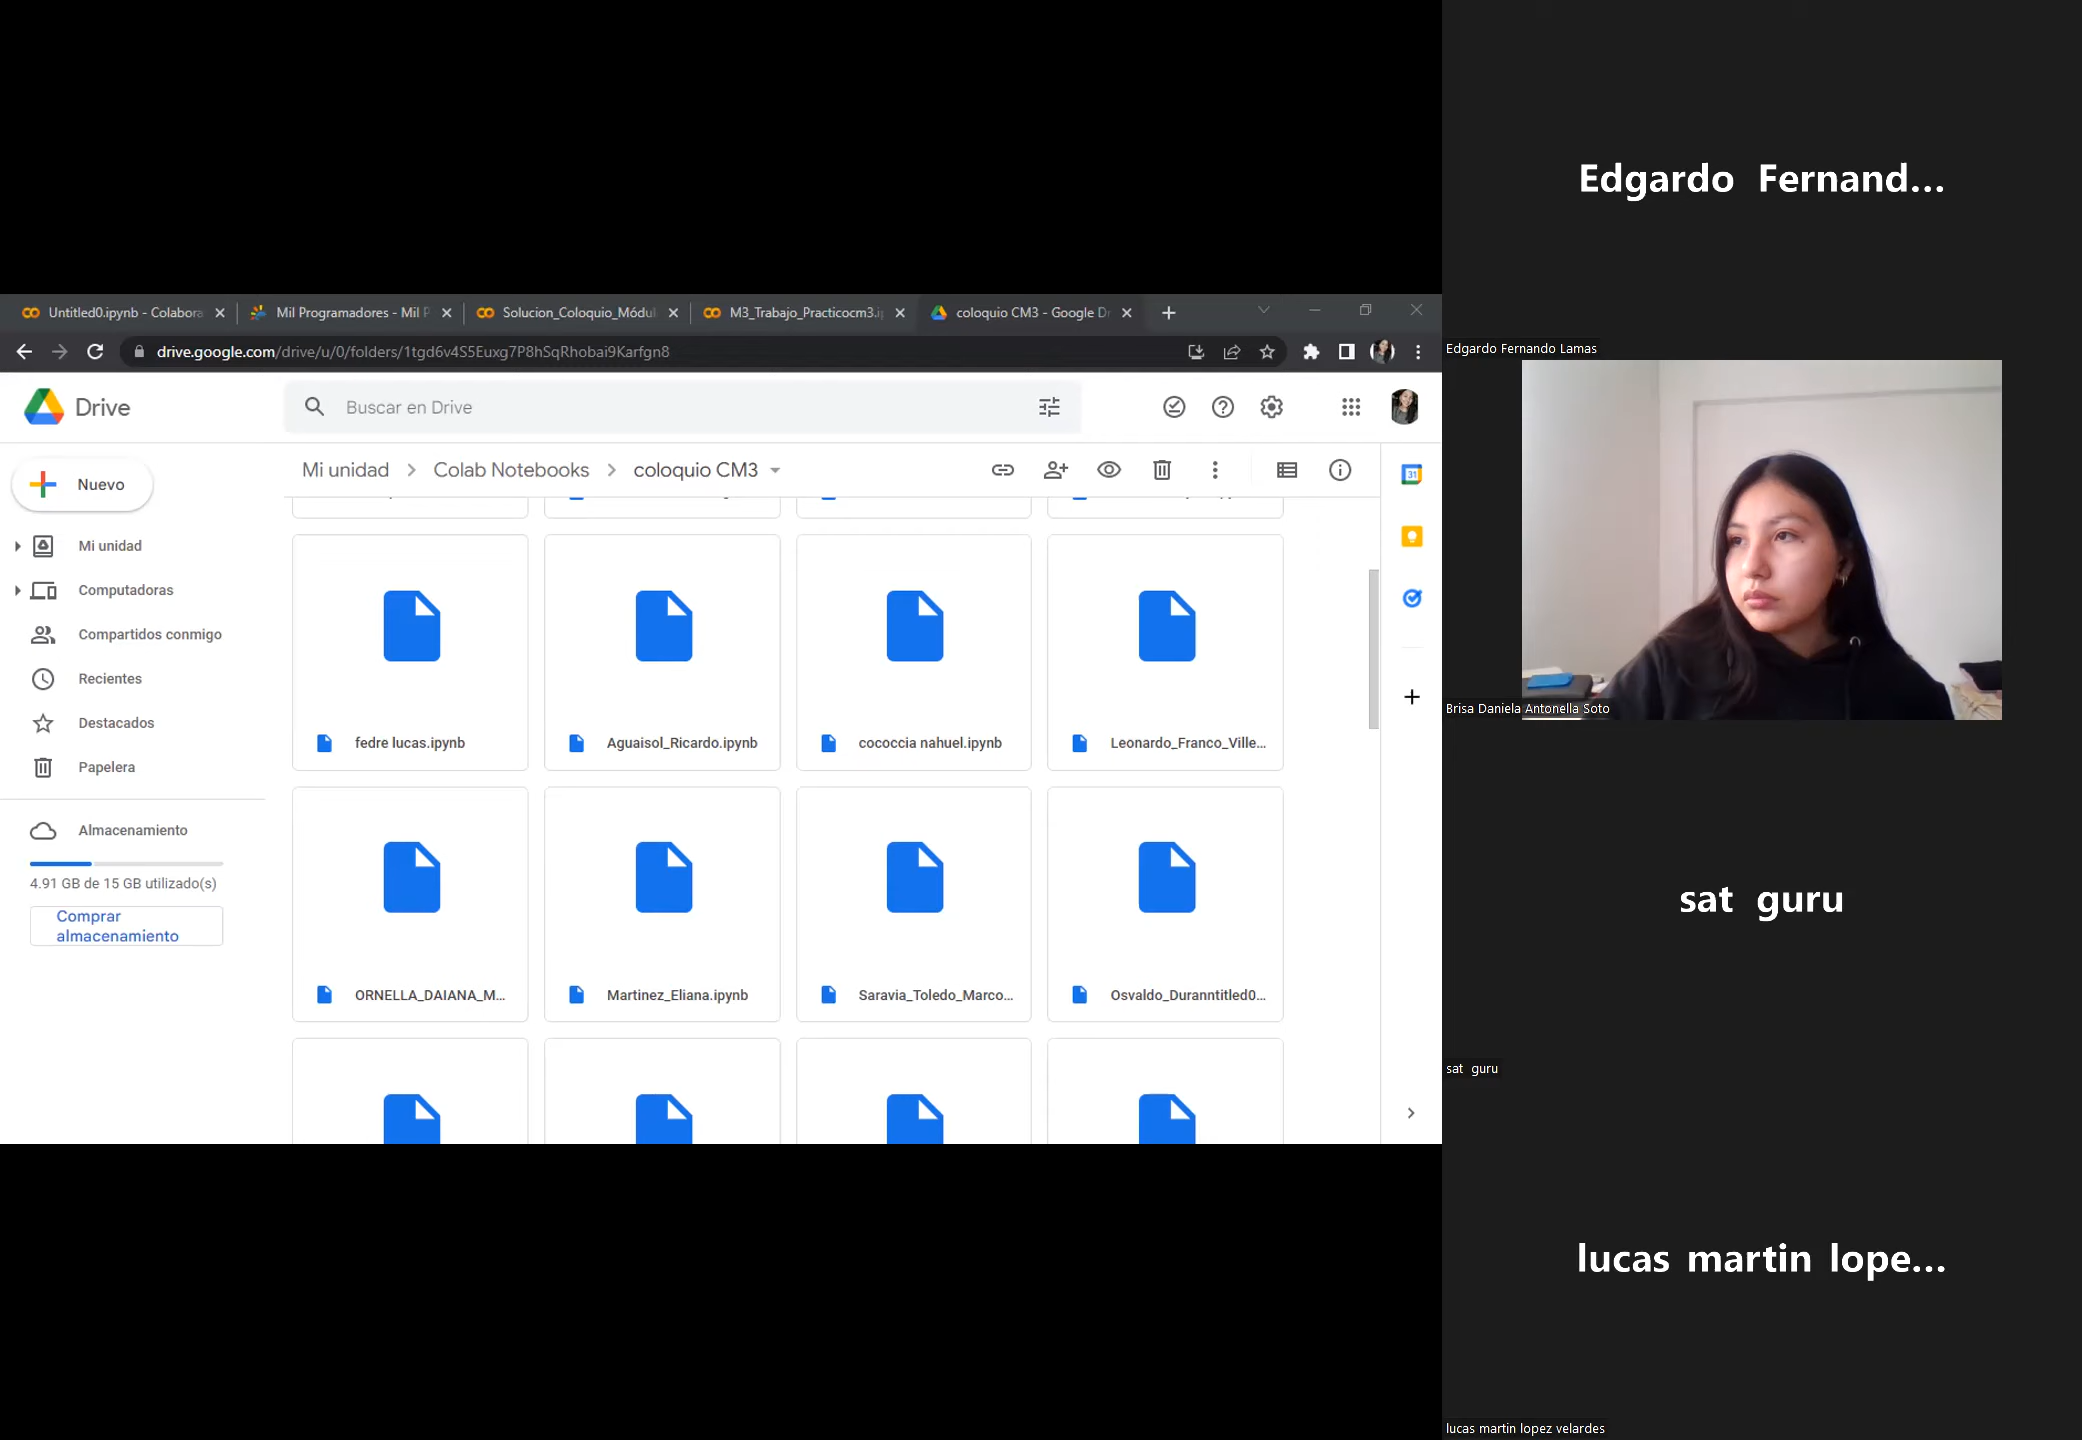 Untitled0.ipynb - Colabora
Mil Programadores - Mil P
Solucion_Coloquio_Módul
M3_Trabajo_Practicocm3.i
coloquio CM3 - Google Dr
drive.google.com/drive/u/0/folders/1tgd6v4S5Euxg7P8hSqRhobai9Karfgn8
Drive
Buscar en Drive
Nuevo
Mi unidad
Computadoras
Compartidos conmigo
Recientes
Destacados
Papelera
Almacenamiento
4.91 GB de 15 GB utilizado(s)
Comprar
almacenamiento
Mi unidad > Colab Notebooks > coloquio CM3
31
fedre lucas.ipynb
Aguaisol_Ricardo.ipynb
cococcia nahuel.ipynb
Leonardo_Franco_Ville...
ORNELLA_DAIANA_M...
Martinez_Eliana.ipynb
Saravia_Toledo_Marco...
Osvaldo_Duranntitled0...
Edgardo Fernand...
Edgardo Fernando Lamas
Brisa Daniela Antonella Soto
sat guru
sat guru
lucas martin lope...
lucas martin lopez velardes